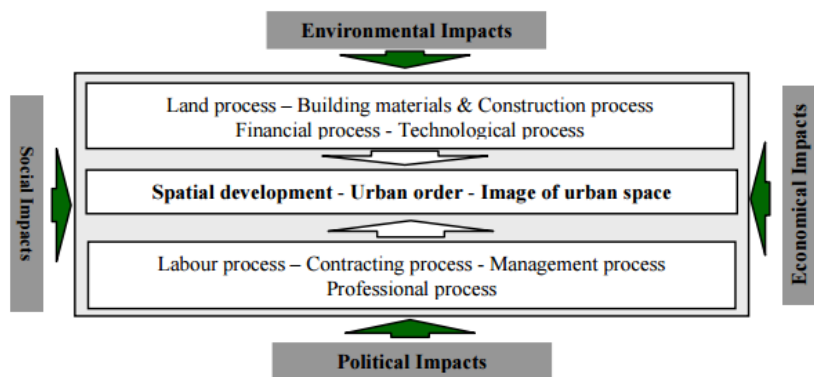 Environmental Impacts
Land process – Building materials & Construction process
Financial process - Technological process
Social Impacts
Spatial development - Urban order - Image of urban space
Economical Impacts
Labour process – Contracting process - Management process
Professional process
Political Impacts